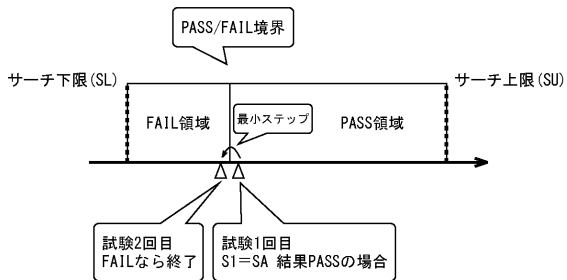 PASS/FAIL境界
サーチ下限(SL)
サーチ上限(SU)
FAIL領域
最小ステップ
PASS領域
試験2回目
FAILなら終了
試験1回目
S1＝SA 結果PASSの場合